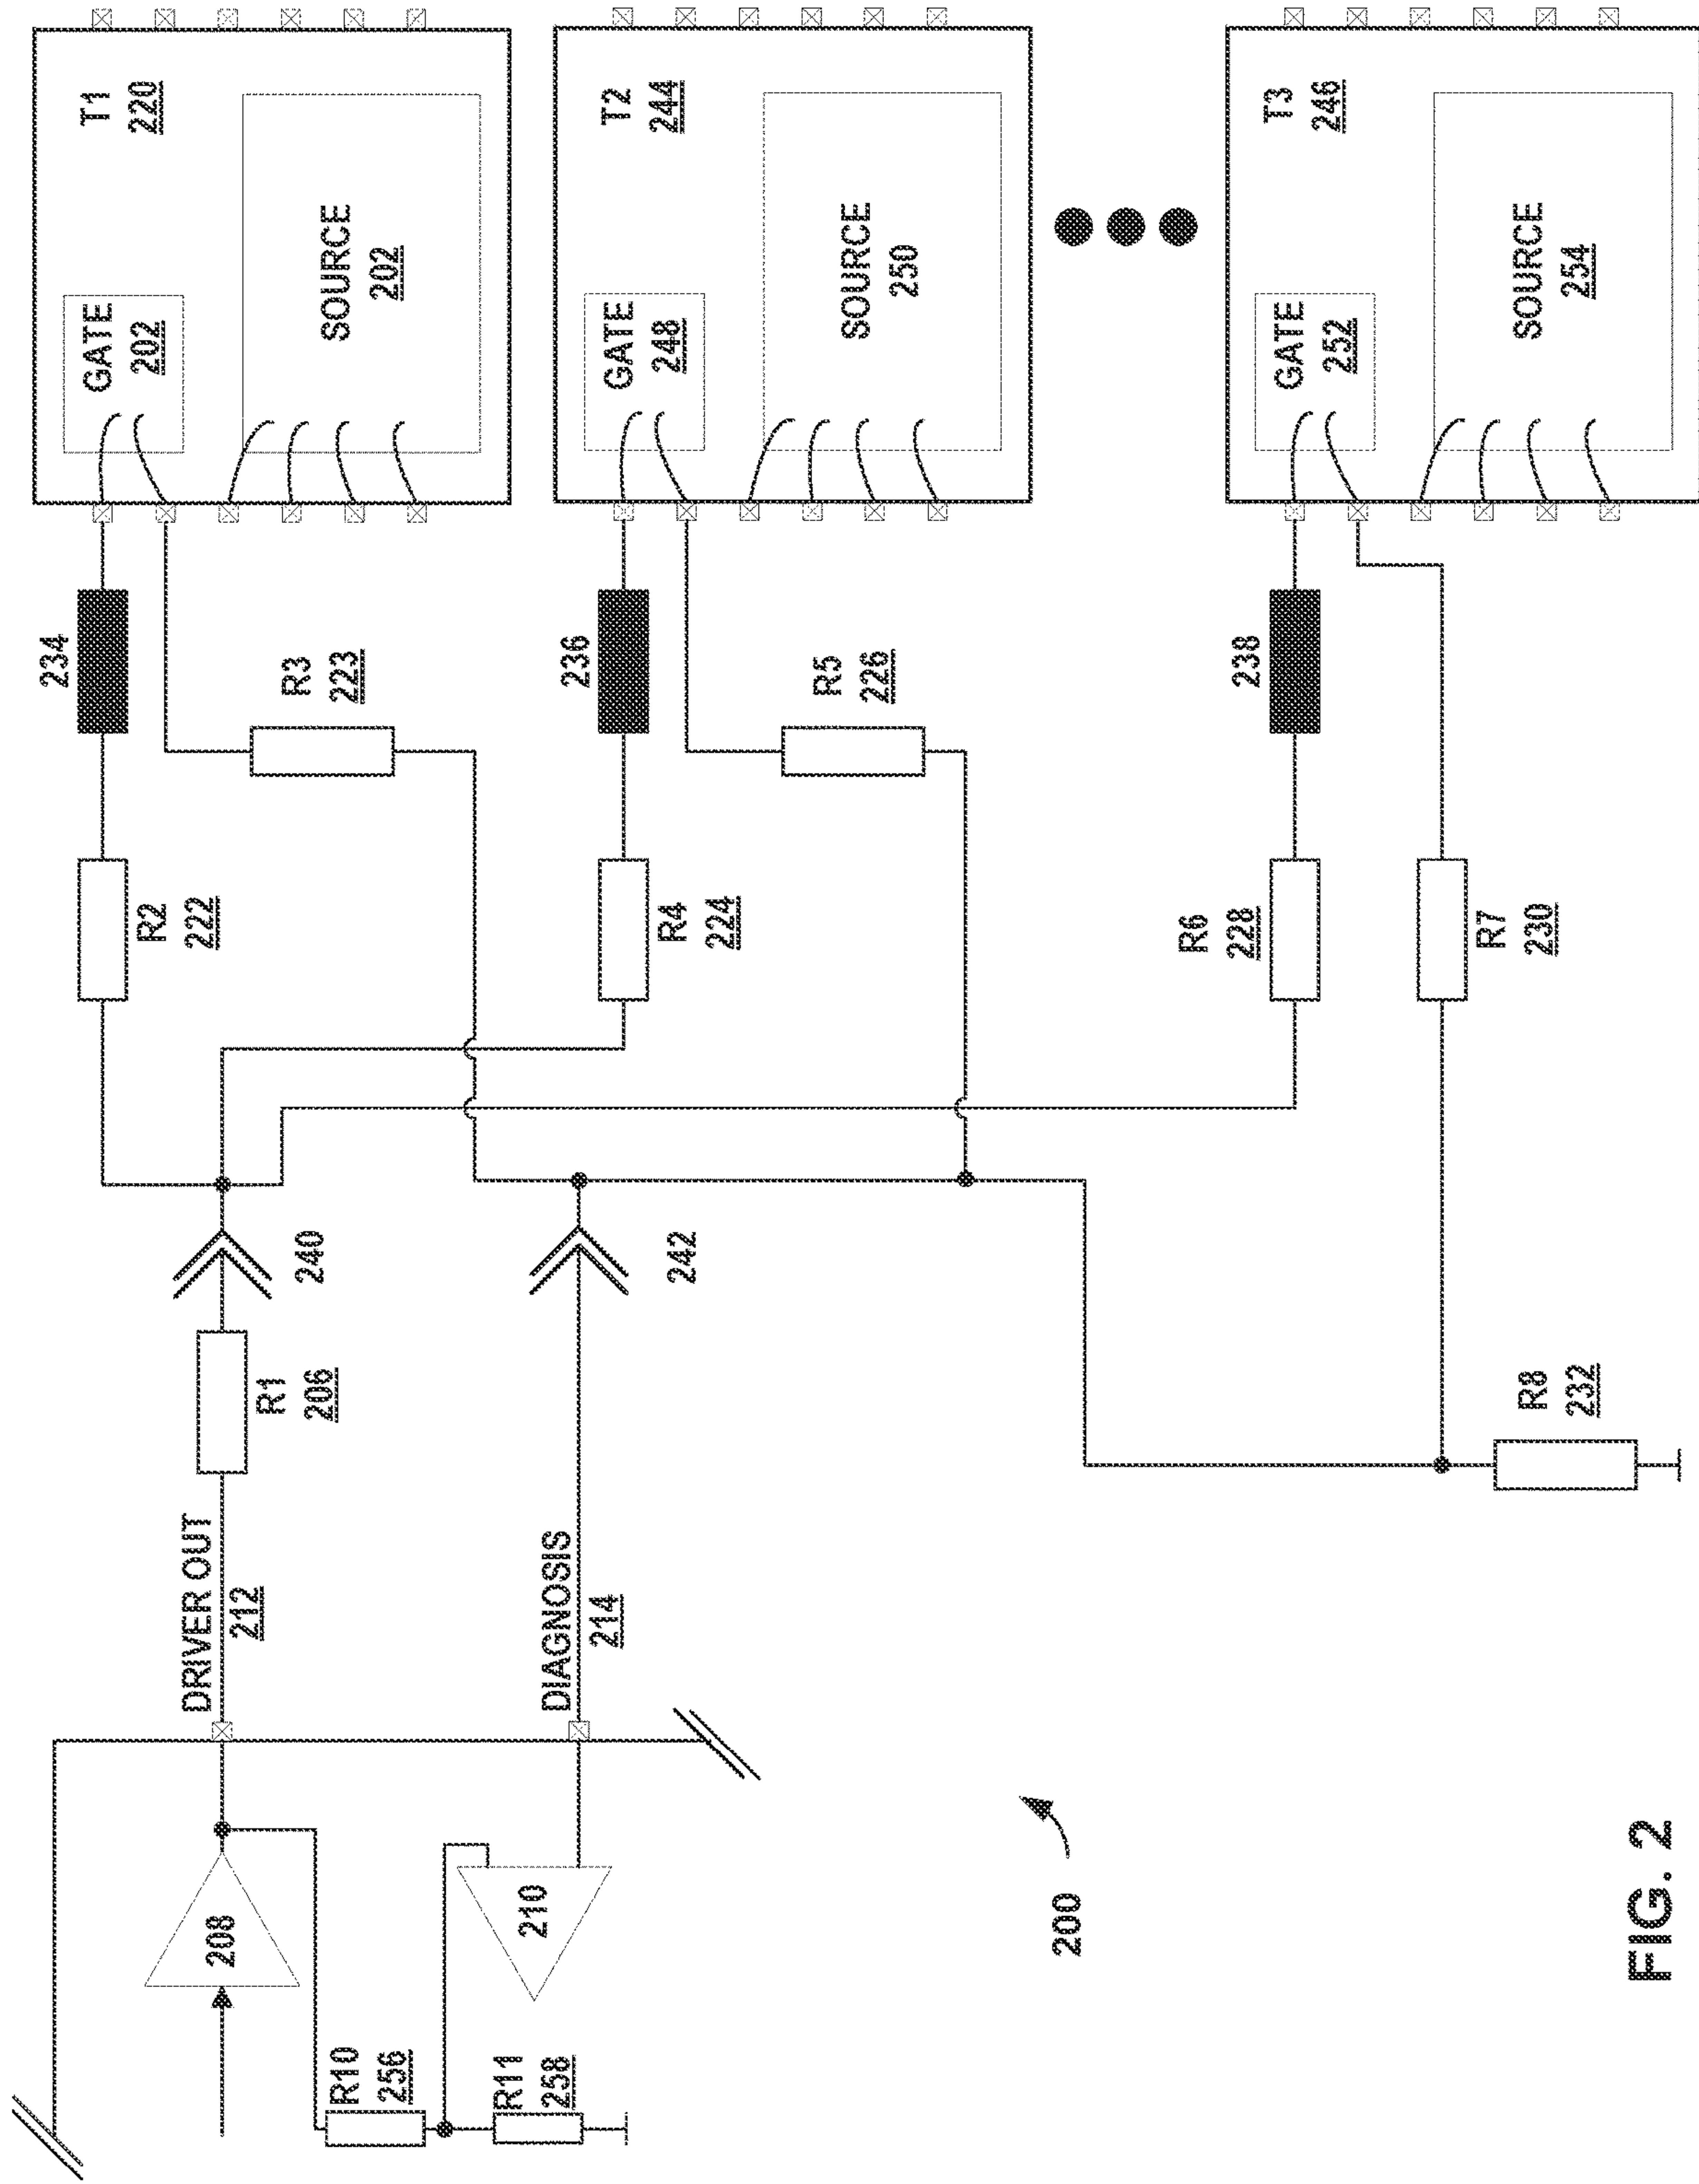 T1
220
GATE
202
SOURCE
202
234
R2
222
R3
223
T2
244
GATE
248
SOURCE
250
236
R4
224
R5
226
T3
246
GATE
252
SOURCE
254
238
R6
228
R7
230
240
242
R1
206
R8
232
DRIVER OUT
212
DIAGNOSIS
214
208
210
R10
256
R11
258
200
FIG. 2